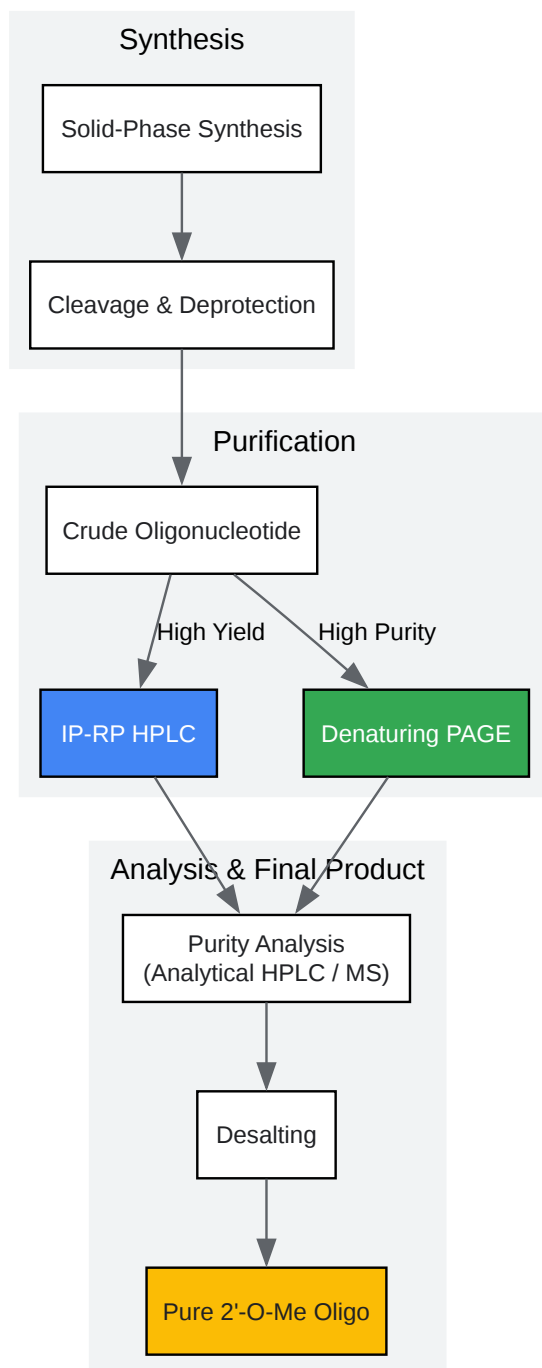 Synthesis
Solid-Phase Synthesis
Cleavage & Deprotection
Purification
Crude Oligonucleotide
High Yield
High Purity
IP-RP HPLC
Denaturing PAGE
Analysis & Final Product
Purity Analysis
(Analytical HPLC / MS)
Desalting
Pure 2'-O-Me Oligo